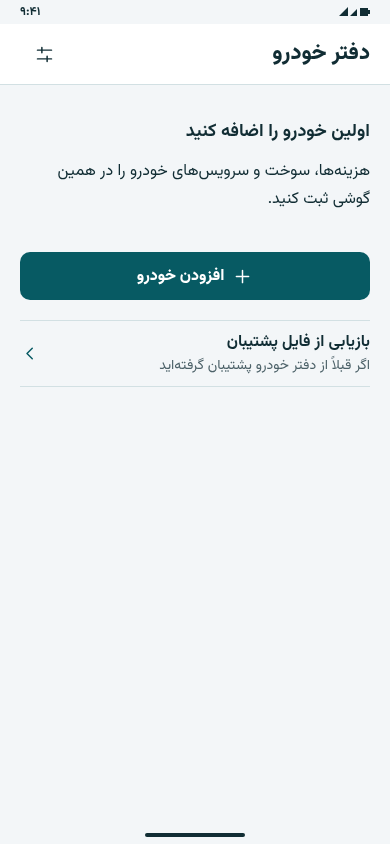 ۹:۴۱
دفتر خودرو
اولین خودرو را اضافه کنید
هزینه‌ها، سوخت و سرویس‌های خودرو را در همین
گوشی ثبت کنید.
افزودن خودرو
بازیابی از فایل پشتیبان
اگر قبلاً از دفتر خودرو پشتیبان گرفته‌اید